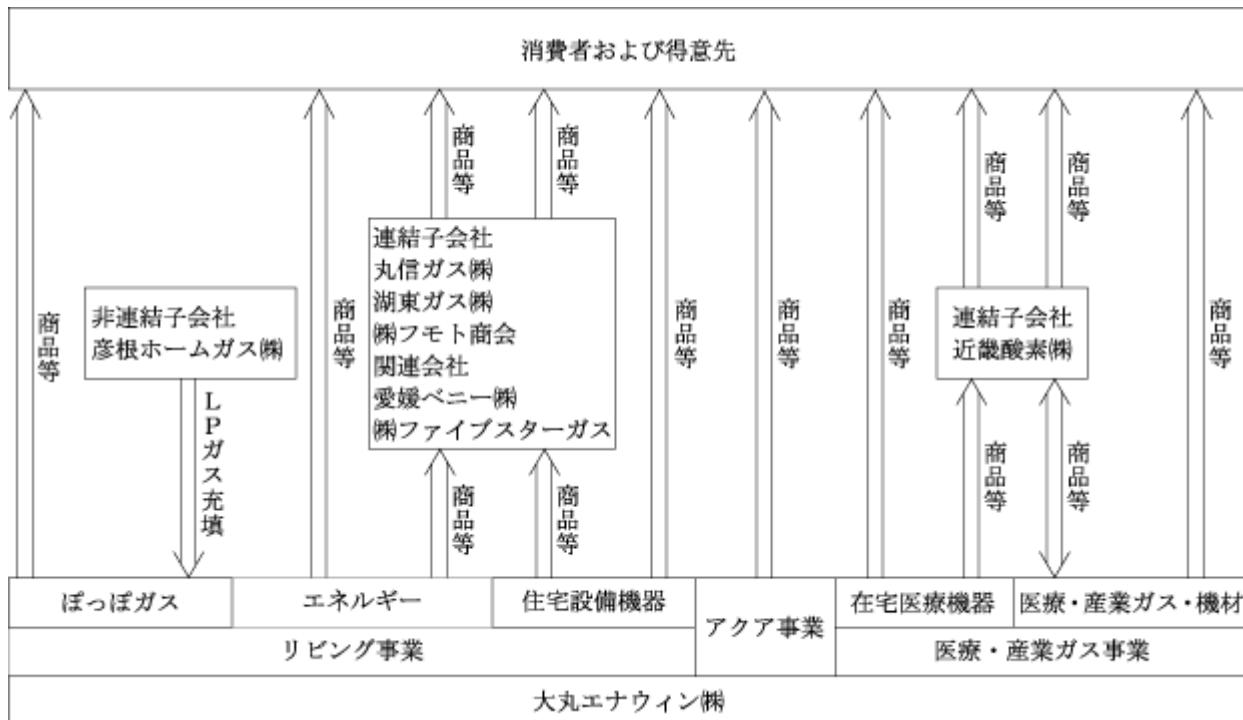 消費者および得意先
商品等
商品等
連結子会社
丸信ガス㈱
湖東ガス㈱
㈱フモト商会
関連会社
愛媛ベニー㈱
㈱ファイブスターガス
商品等
非連結子会社
彦根ホームガス㈱
商品等
商品等
商品等
商品等
商品等
商品等
連結子会社
近畿酸素㈱
商品等
LPガス充填
商品等
商品等
商品等
商品等
ぽっぽガス
エネルギー
住宅設備機器
アクア事業
在宅医療機器
医療・産業ガス・機材
リビング事業
医療・産業ガス事業
大丸エナウィン㈱